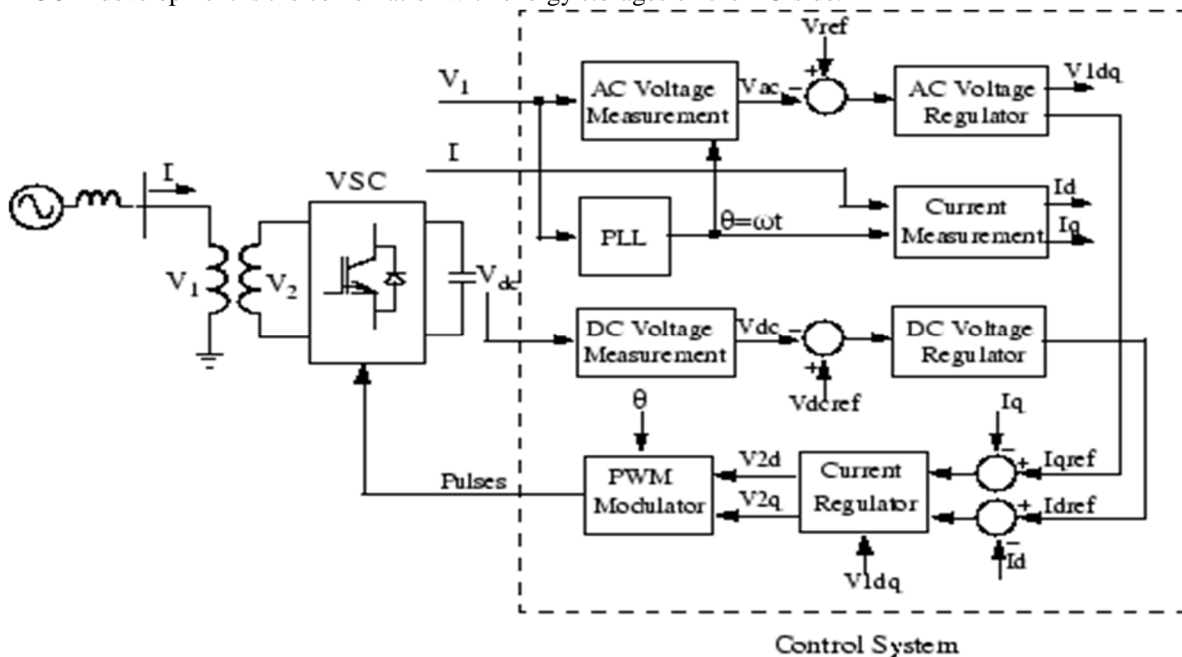 Vref
V1
AC Voltage
Measurement
Vac
−
+
AC Voltage
Regulator
V1dq
I
I
VSC
PLL
θ=ωt
Current
Measurement
Id
Iq
V1
V2
Vdc
DC Voltage
Measurement
Vdc
−
+
Vdcref
DC Voltage
Regulator
θ
Iq
Pulses
PWM
Modulator
V2d
V2q
Current
Regulator
−
+
Iqref
+
Idref
−
Id
V1dq
Control System